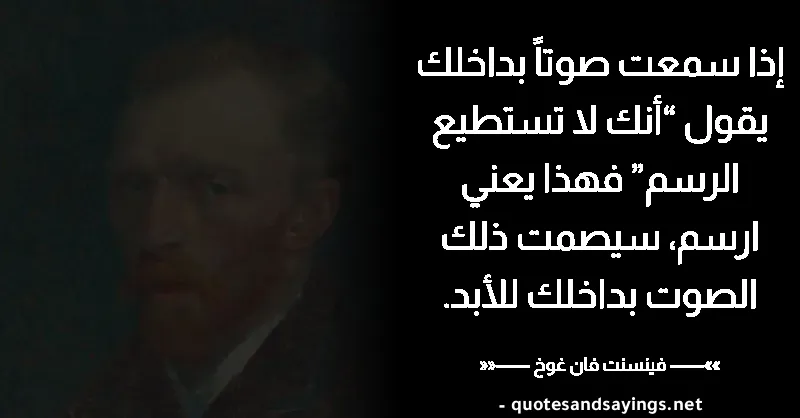 إذا سمعت صوتاً بداخلك
يقول “أنك لا تستطيع
الرسم” فهذا يعني
ارسم، سيصمت ذلك
الصوت بداخلك للأبد.
»»—— فينسنت فان غوخ ——««
- quotesandsayings.net